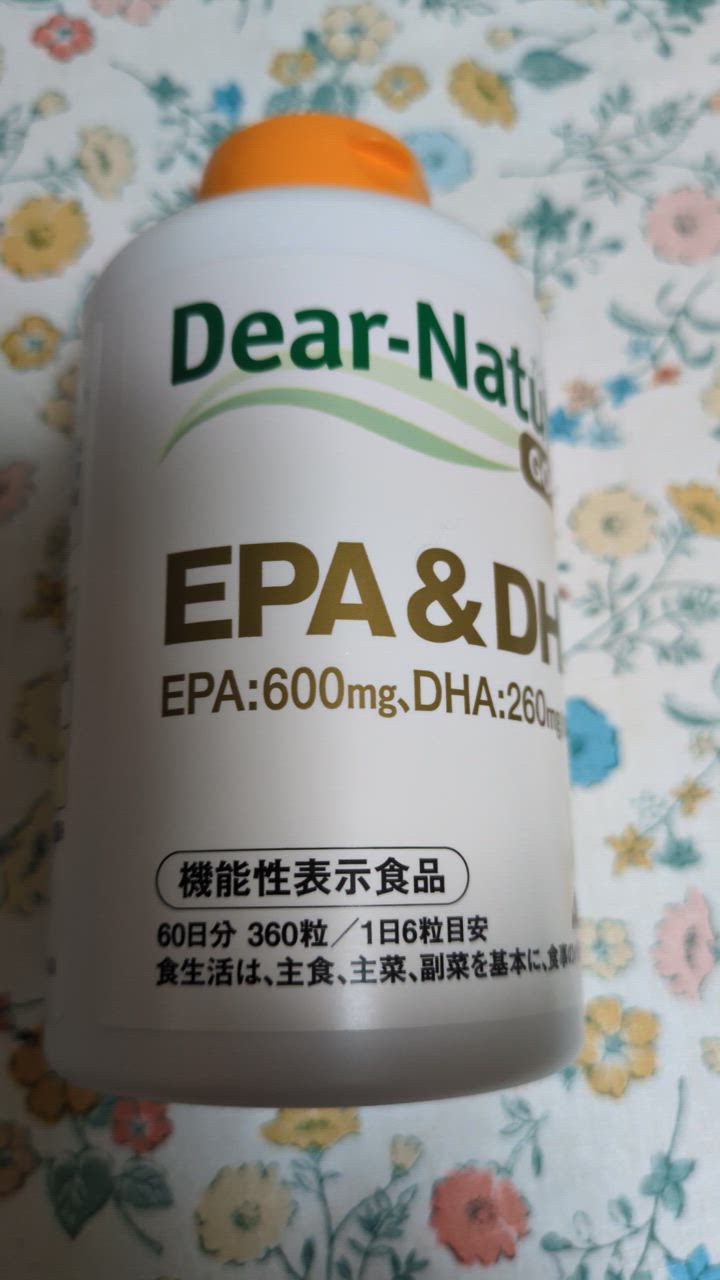 Dear-Natu
EPA & DH
EPA:600mg、DHA:260mg
機能性表示食品
60日分 360粒／1日6粒目安
食生活は、主食、主菜、副菜を基本に、食事の